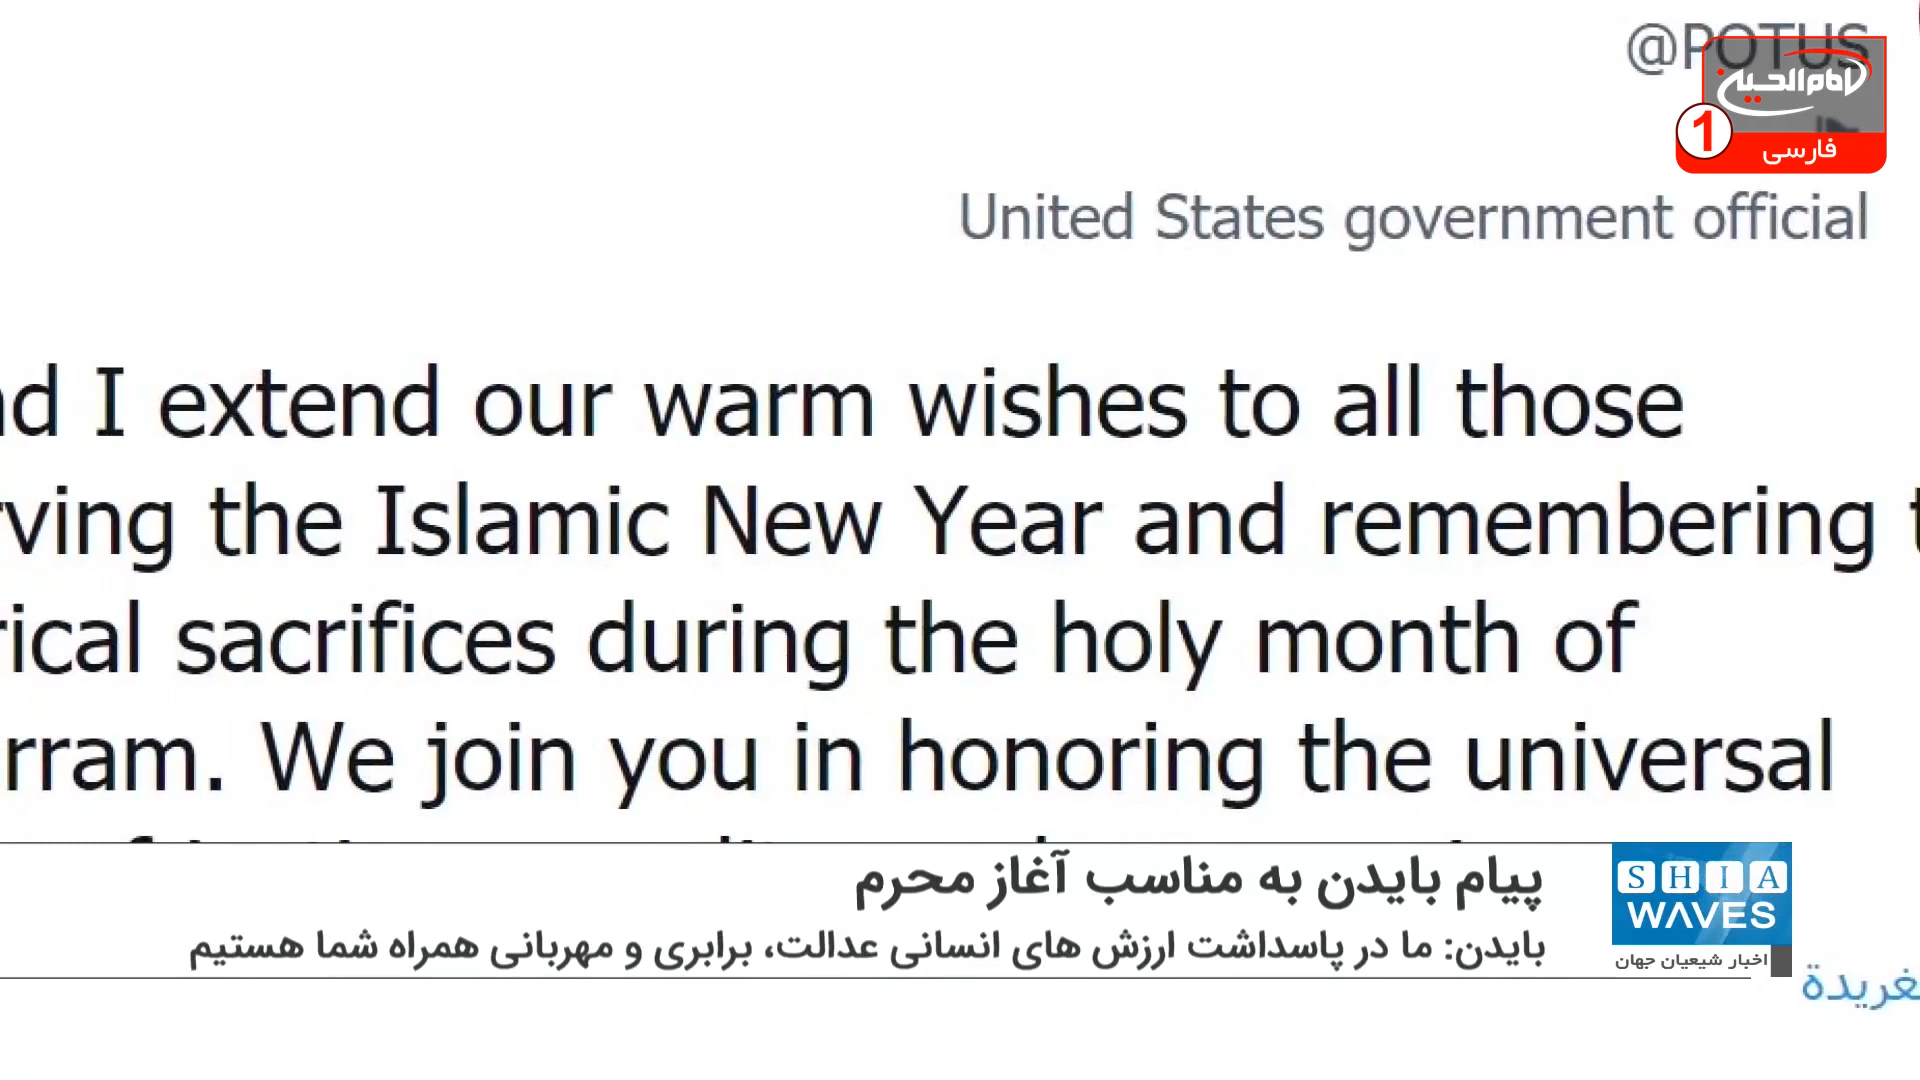 @POTUS
امام الحسین
1
فارسی
United States government official
I extend our warm wishes to all those
the Islamic New Year and remembering
sacrifices during the holy month of
rram. We join you in honoring the universal
پیام بایدن به مناسب آغاز محرم
بایدن: ما در پاسداشت ارزش های انسانی عدالت، برابری و مهربانی همراه شما هستیم
SHIA
WAVES
اخبار شیعیان جهان
غريدة